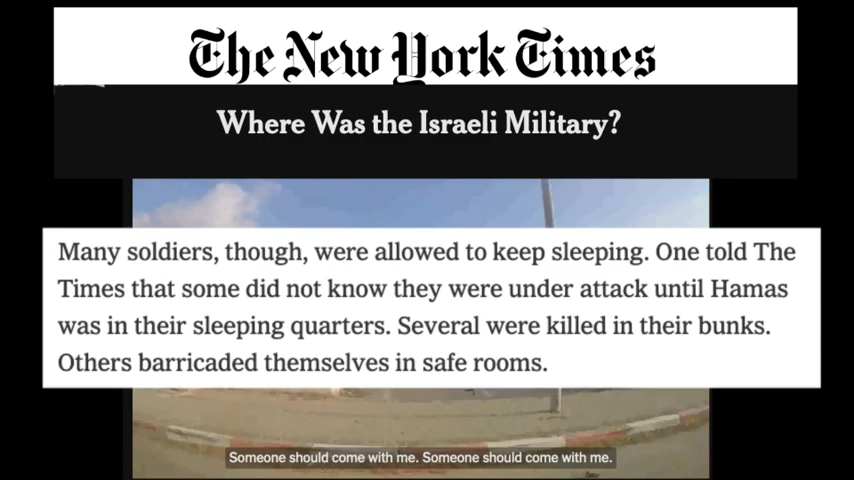 The New York Times
Where Was the Israeli Military?
Many soldiers, though, were allowed to keep sleeping. One told The
Times that some did not know they were under attack until Hamas
was in their sleeping quarters. Several were killed in their bunks.
Others barricaded themselves in safe rooms.
Someone should come with me. Someone should come with me.